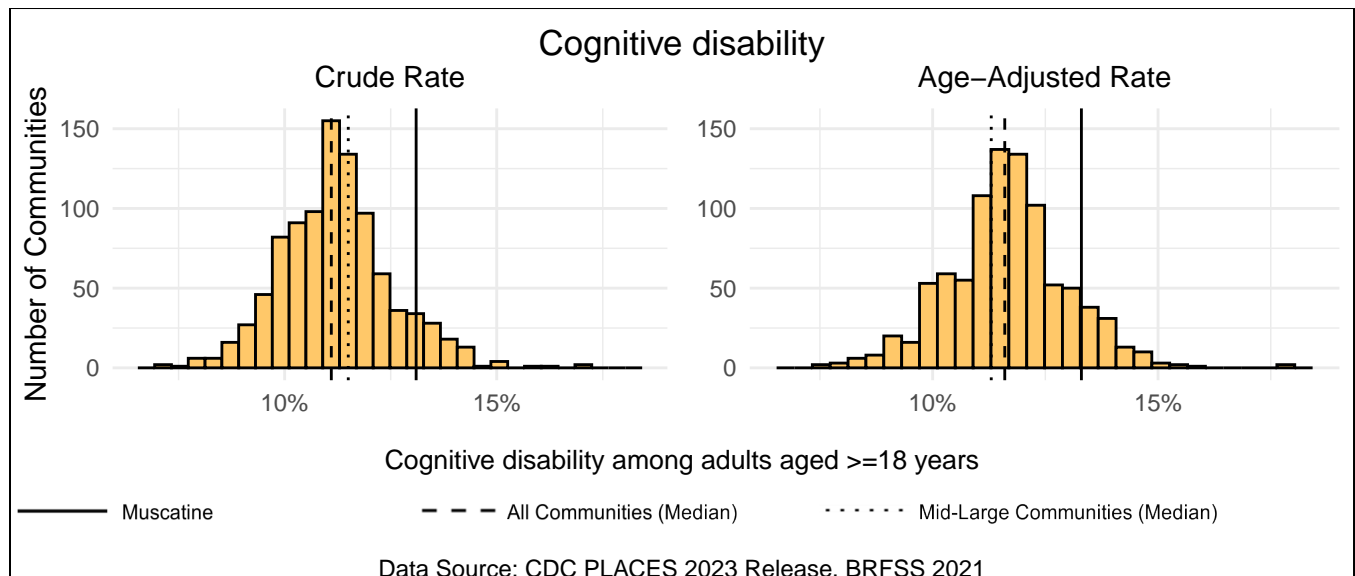 Cognitive disability
Crude Rate
Age−Adjusted Rate
Number of Communities
150
100
50
0
10%
15%
150
100
50
0
10%
15%
Cognitive disability among adults aged >=18 years
Muscatine
All Communities (Median)
Mid-Large Communities (Median)
Data Source: CDC PLACES 2023 Release, BRFSS 2021